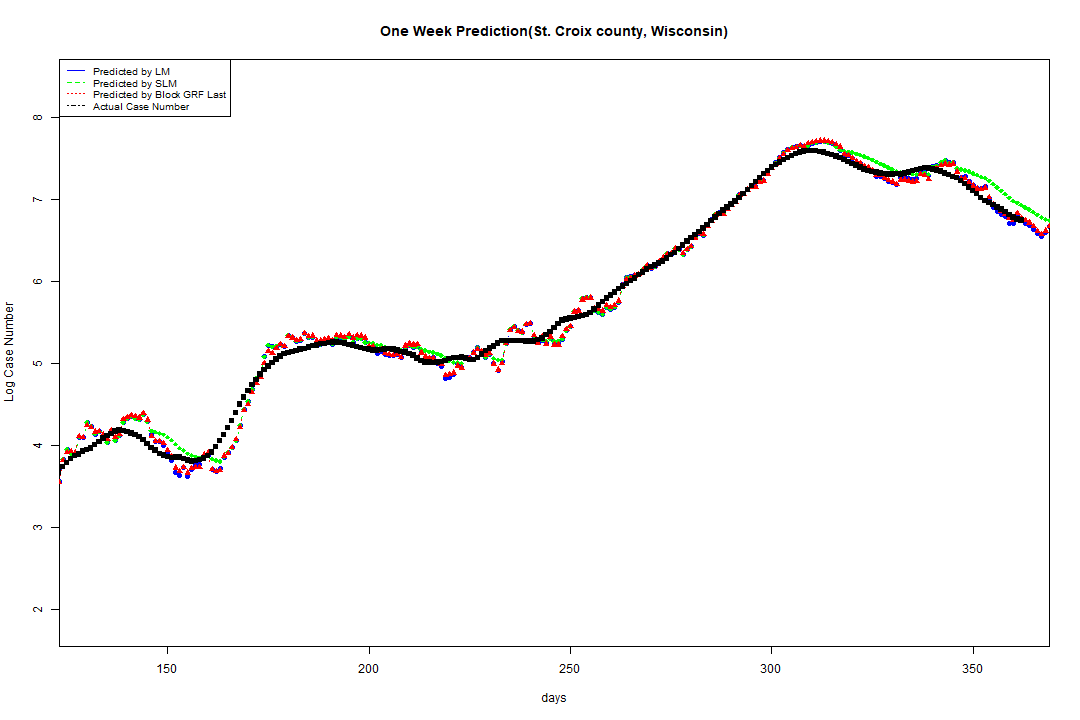 One Week Prediction(St. Croix county, Wisconsin)
Predicted by LM
Predicted by SLM
Predicted by Block GRF Last
Actual Case Number
8
7
6
5
4
3
2
Log Case Number
150 200 250 300 350
days